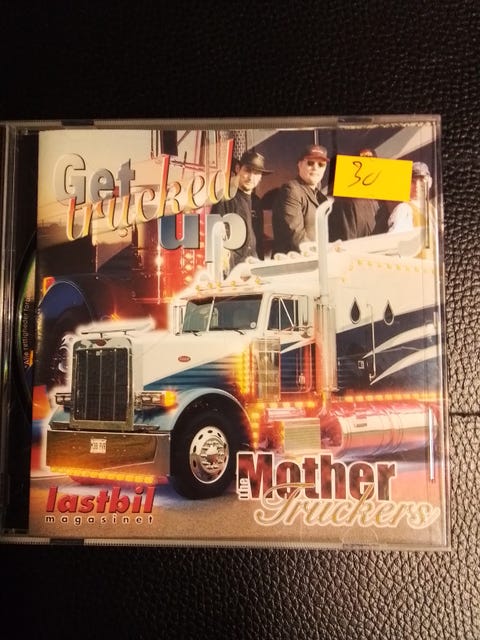 Get
trucked
up
30
the Mother
Truckers
lastbil
magasinet